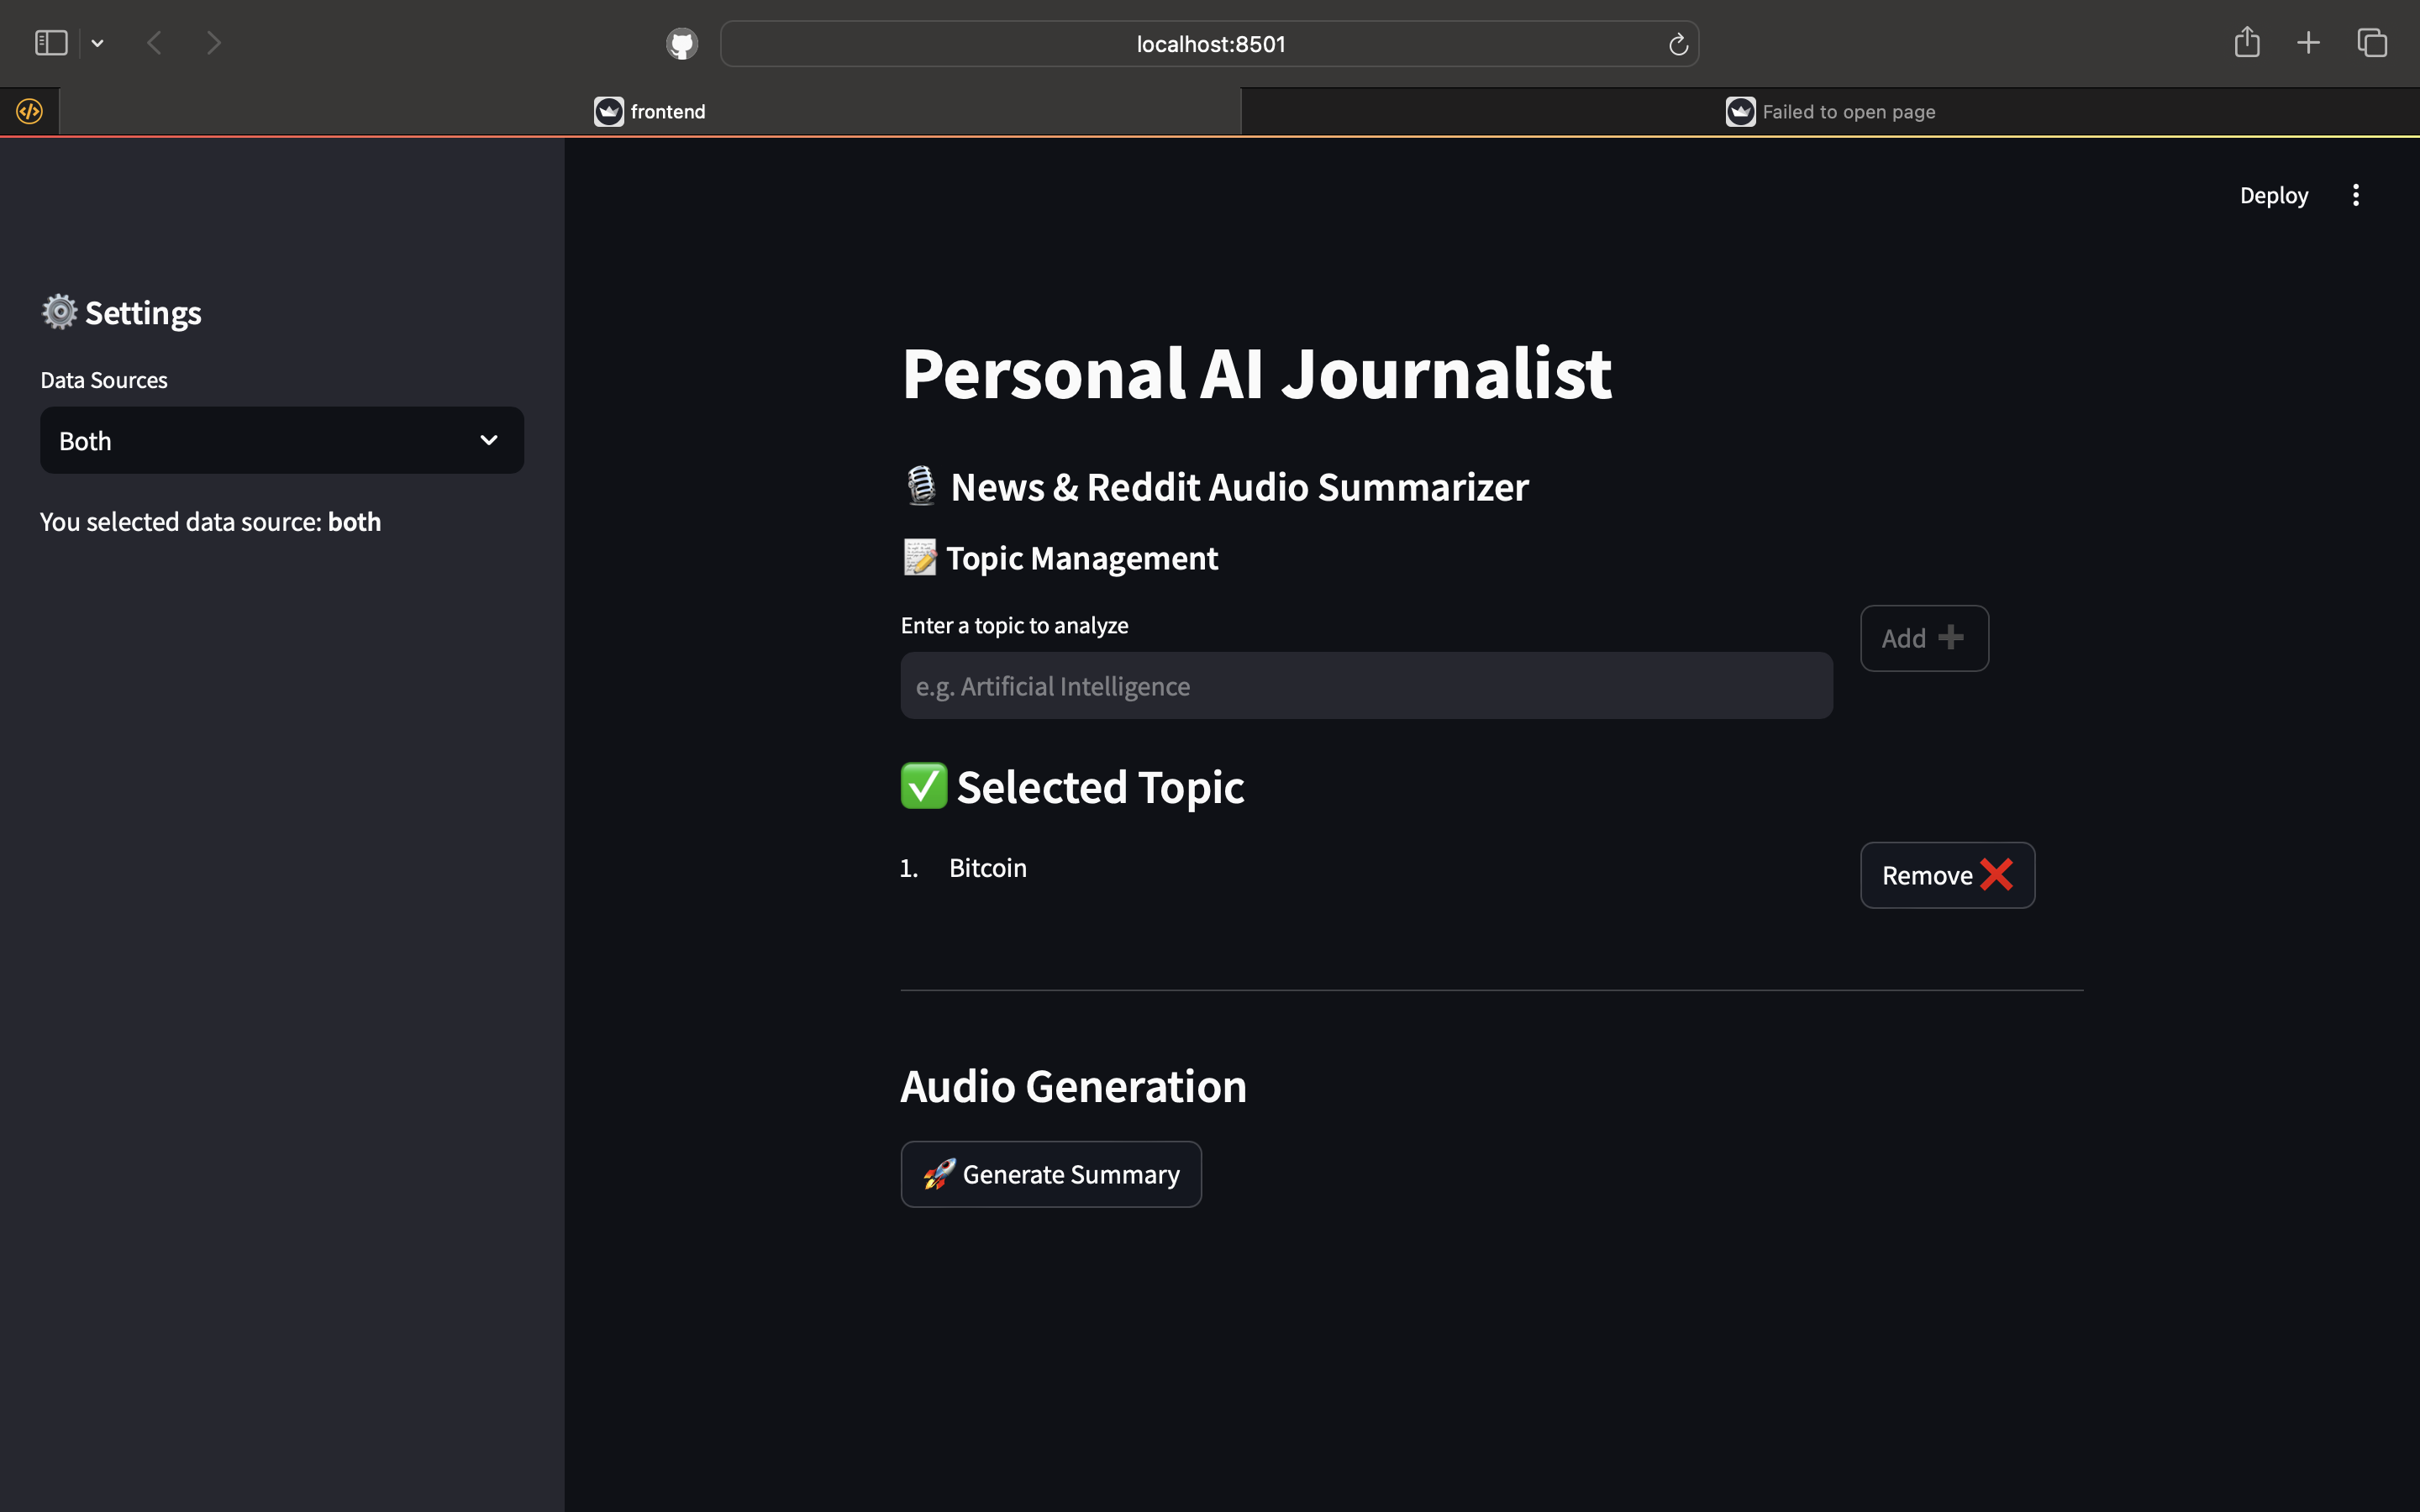 localhost:8501
frontend
Failed to open page
Deploy
Settings
Data Sources
Both
You selected data source: both
Personal AI Journalist
News & Reddit Audio Summarizer
Topic Management
Enter a topic to analyze
Add
e.g. Artificial Intelligence
Selected Topic
1. Bitcoin
Remove
Audio Generation
Generate Summary